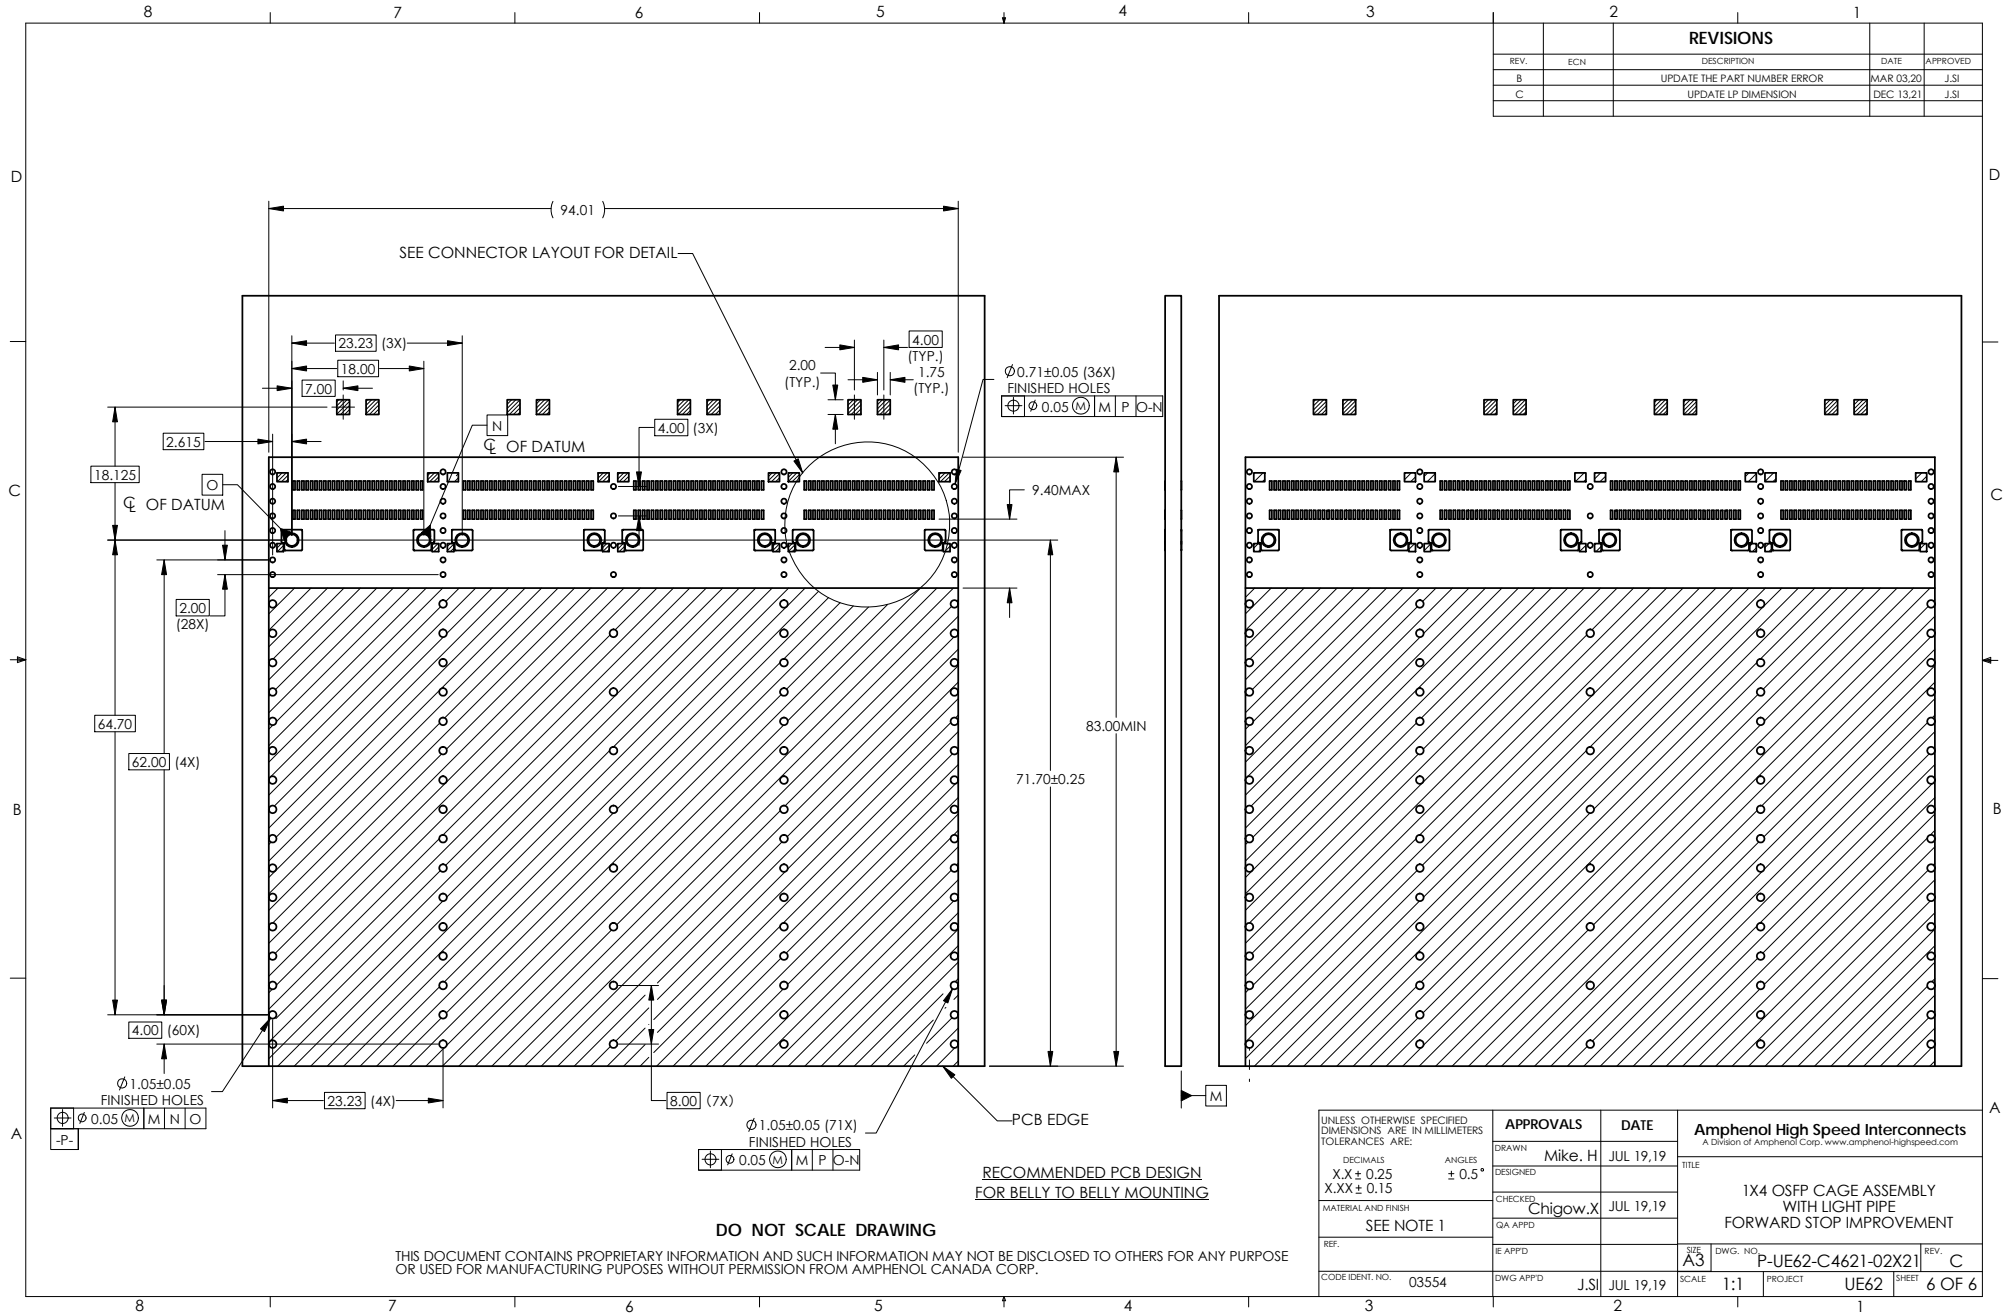 8 7 6 5 4 3 2 1
REVISIONS
REV. ECN DESCRIPTION DATE APPROVED
B UPDATE THE PART NUMBER ERROR MAR 03,20 J.SI
C UPDATE LP DIMENSION DEC 13,21 J.SI
D D
( 94.01 )
SEE CONNECTOR LAYOUT FOR DETAIL
23.23 (3X)
18.00
7.00
4.00
(TYP.)
2.00
(TYP.)
1.75
(TYP.)
Ø0.71±0.05 (36X)
FINISHED HOLES
⌖ Ø 0.05 Ⓜ M P O-N
N
℄ OF DATUM
4.00 (3X)
2.615
18.125
O
℄ OF DATUM
9.40MAX
C C
2.00
(28X)
64.70
62.00 (4X)
83.00MIN
71.70±0.25
B B
4.00 (60X)
Ø1.05±0.05
FINISHED HOLES
⌖ Ø 0.05 Ⓜ M N O
-P-
23.23 (4X)
8.00 (7X)
Ø1.05±0.05 (71X)
FINISHED HOLES
⌖ Ø 0.05 Ⓜ M P O-N
PCB EDGE
M
A A
RECOMMENDED PCB DESIGN
FOR BELLY TO BELLY MOUNTING
DO NOT SCALE DRAWING
THIS DOCUMENT CONTAINS PROPRIETARY INFORMATION AND SUCH INFORMATION MAY NOT BE DISCLOSED TO OTHERS FOR ANY PURPOSE
OR USED FOR MANUFACTURING PUPOSES WITHOUT PERMISSION FROM AMPHENOL CANADA CORP.
UNLESS OTHERWISE SPECIFIED
DIMENSIONS ARE IN MILLIMETERS
TOLERANCES ARE:
DECIMALS ANGLES
X.X ± 0.25 ± 0.5°
X.XX ± 0.15
MATERIAL AND FINISH
SEE NOTE 1
REF.
CODE IDENT. NO. 03554
APPROVALS DATE
DRAWN Mike. H JUL 19,19
DESIGNED
CHECKED Chigow.X JUL 19,19
QA APPD
IE APP'D
DWG APP'D J.SI JUL 19,19
Amphenol High Speed Interconnects
A Division of Amphenol Corp. www.amphenol-highspeed.com
TITLE
1X4 OSFP CAGE ASSEMBLY
WITH LIGHT PIPE
FORWARD STOP IMPROVEMENT
SIZE A3 DWG. NO. P-UE62-C4621-02X21 REV. C
SCALE 1:1 PROJECT UE62 SHEET 6 OF 6
8 7 6 5 4 3 2 1